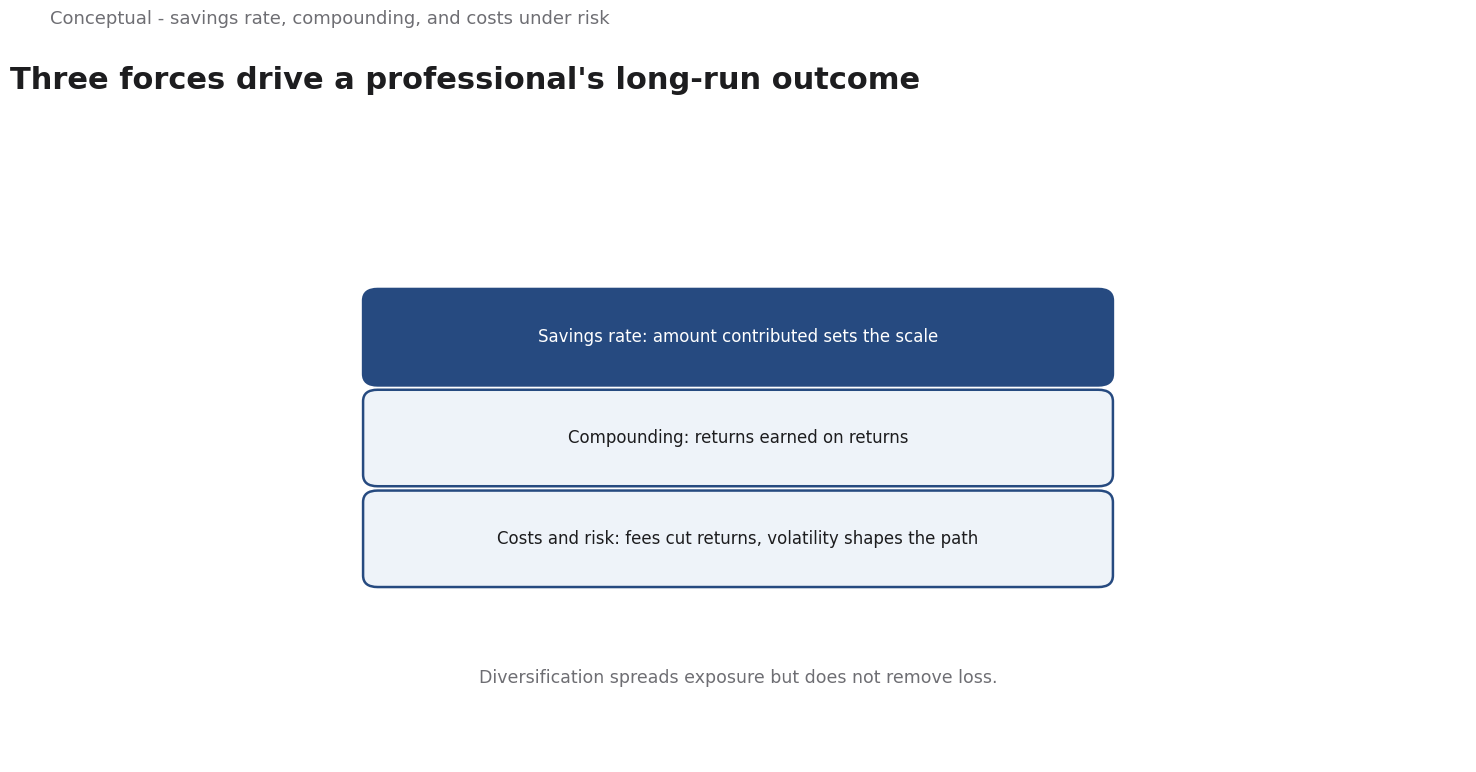 Conceptual - savings rate, compounding, and costs under risk
Three forces drive a professional's long-run outcome
Savings rate: amount contributed sets the scale
Compounding: returns earned on returns
Costs and risk: fees cut returns, volatility shapes the path
Diversification spreads exposure but does not remove loss.